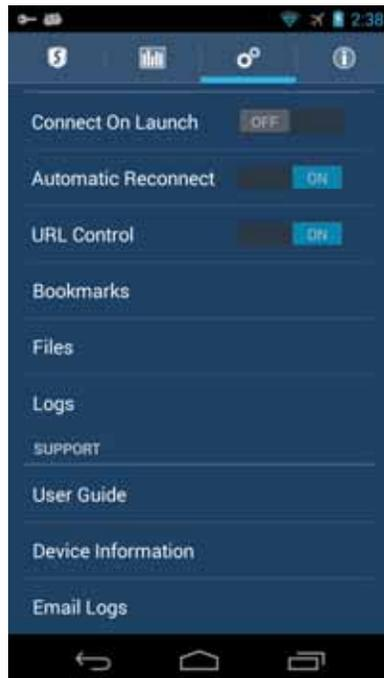 2:38
Connect On Launch OFF
Automatic Reconnect ON
URL Control ON
Bookmarks
Files
Logs
SUPPORT
User Guide
Device Information
Email Logs